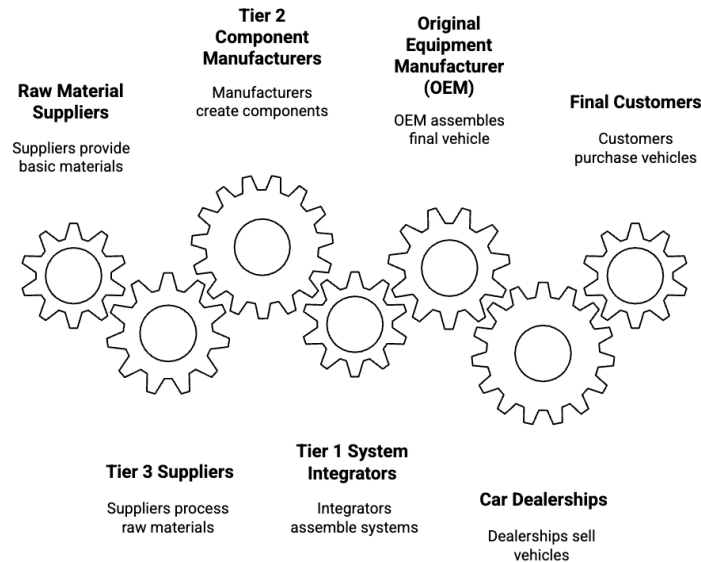 Tier 2
Component
Manufacturers
Manufacturers
create components
Original
Equipment
Manufacturer
(OEM)
OEM assembles
final vehicle
Raw Material
Suppliers
Suppliers provide
basic materials
Final Customers
Customers
purchase vehicles
Tier 3 Suppliers
Suppliers process
raw materials
Tier 1 System
Integrators
Integrators
assemble systems
Car Dealerships
Dealerships sell
vehicles